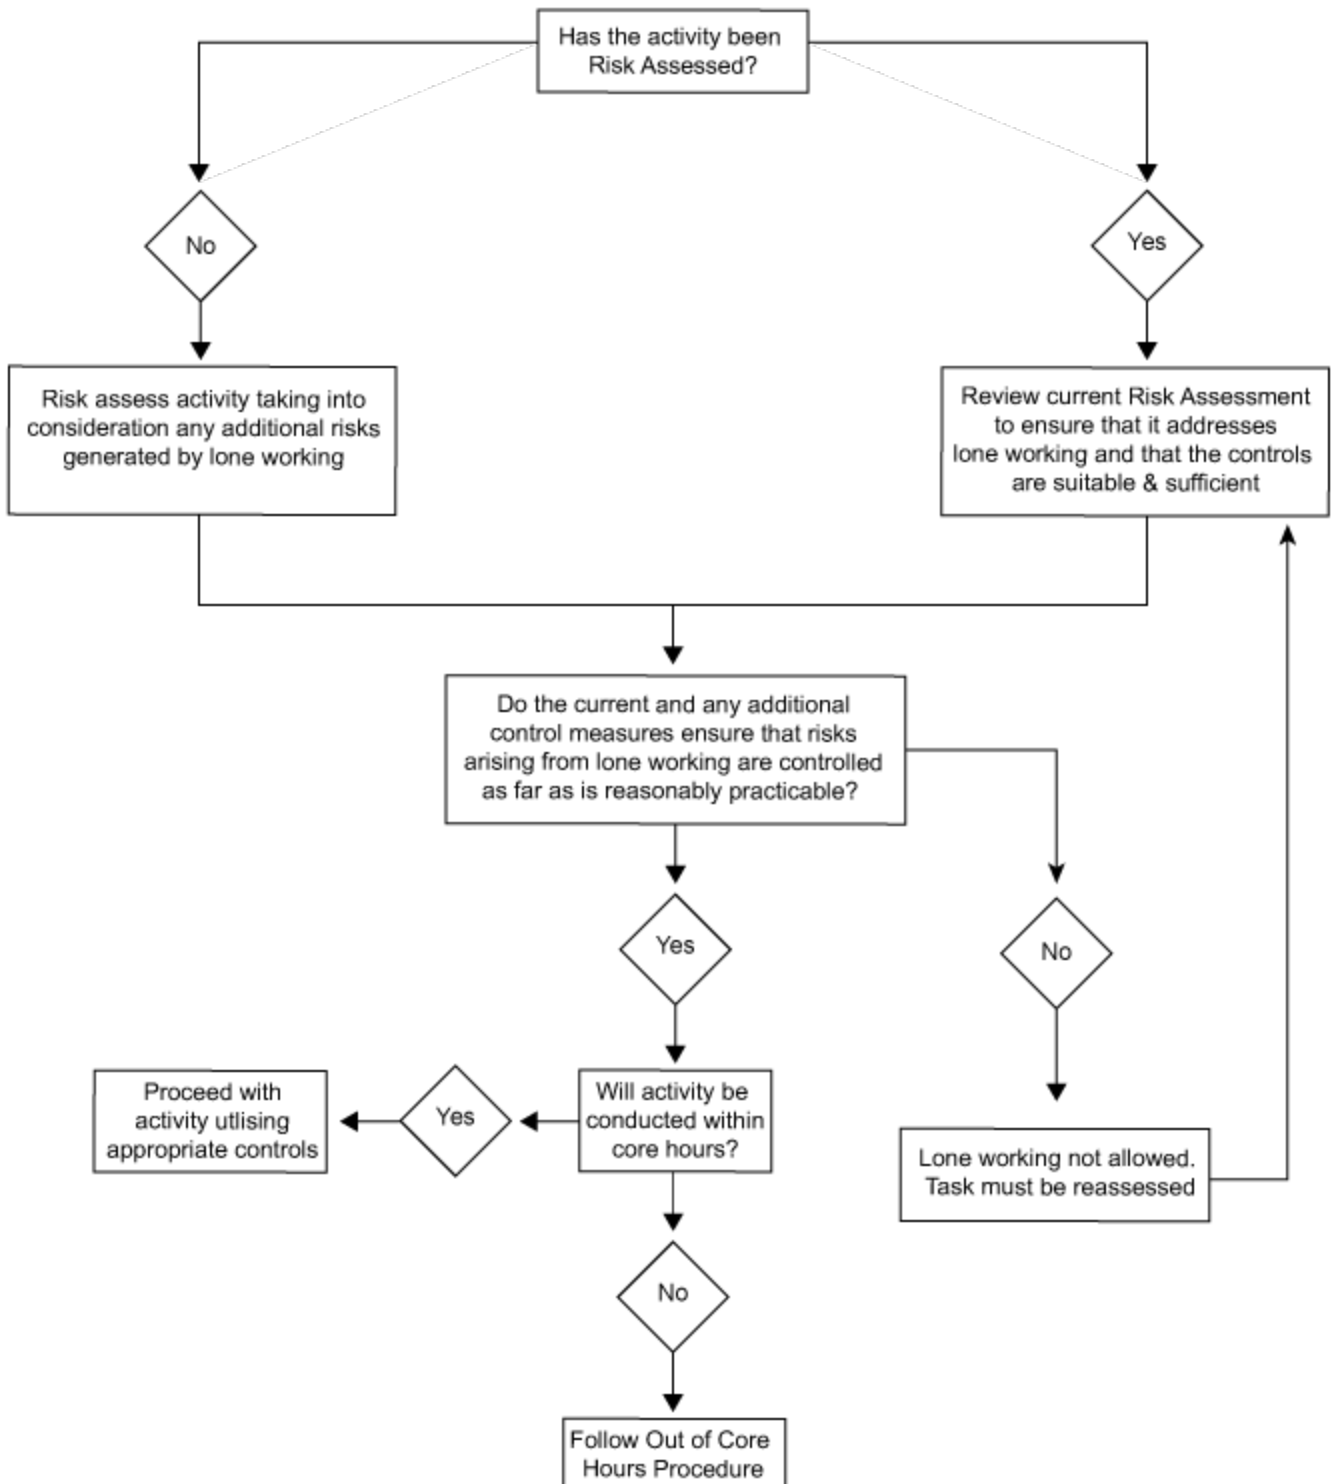 Has the activity been
Risk Assessed?
No
Yes
Risk assess activity taking into
consideration any additional risks
generated by lone working
Review current Risk Assessment
to ensure that it addresses
lone working and that the controls
are suitable & sufficient
Do the current and any additional
control measures ensure that risks
arising from lone working are controlled
as far as is reasonably practicable?
Yes
No
Proceed with
activity utlising
appropriate controls
Yes
Will activity be
conducted within
core hours?
Lone working not allowed.
Task must be reassessed
No
Follow Out of Core
Hours Procedure